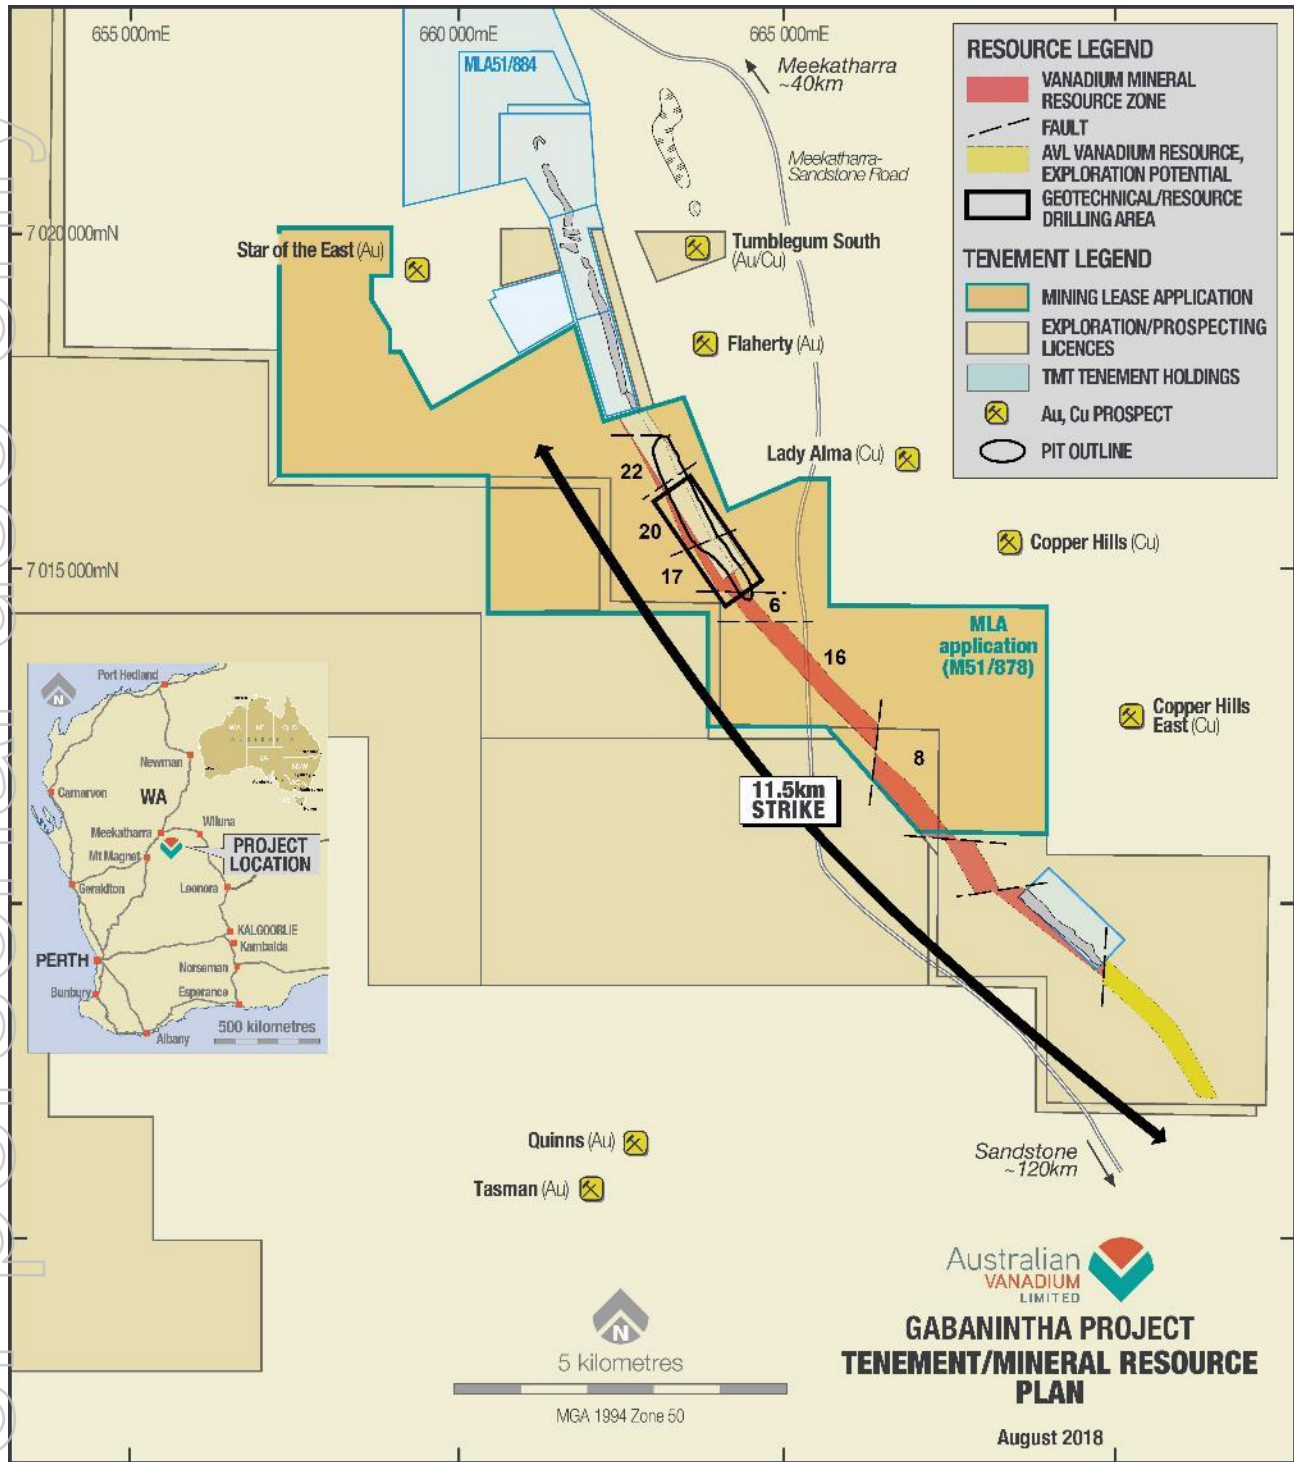 655 000mE
660 000mE
665 000mE
MLA51/884
Meekatharra
~40km
Meekatharra-
Sandstone Road
RESOURCE LEGEND
VANADIUM MINERAL
RESOURCE ZONE
FAULT
AVL VANADIUM RESOURCE,
EXPLORATION POTENTIAL
GEOTECHNICAL/RESOURCE
DRILLING AREA
TENEMENT LEGEND
MINING LEASE APPLICATION
EXPLORATION/PROSPECTING
LICENCES
TMT TENEMENT HOLDINGS
Au, Cu PROSPECT
PIT OUTLINE
7 020 000mN
Star of the East (Au)
Tumblegum South
(Au/Cu)
Flaherty (Au)
Lady Alma (Cu)
22
20
17
6
16
8
Copper Hills (Cu)
7 015 000mN
MLA
application
(M51/878)
Copper Hills
East (Cu)
11.5km
STRIKE
N
Port Hedland
Newman
Carnarvon
WA
Meekatharra
Wiluna
Mt Magnet
PROJECT
LOCATION
Geraldton
Leonora
KALGOORLIE
Kambalda
PERTH
Norseman
Bunbury
Esperance
Albany
500 kilometres
Quinns (Au)
Tasman (Au)
Sandstone
~120km
N
5 kilometres
MGA 1994 Zone 50
Australian
VANADIUM
LIMITED
GABANINTHA PROJECT
TENEMENT/MINERAL RESOURCE
PLAN
August 2018